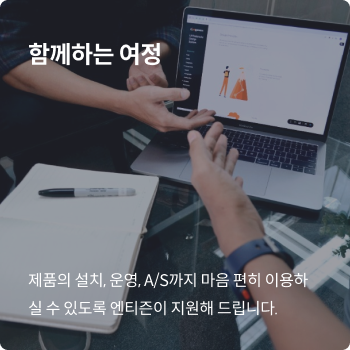 함께하는 여정
제품의 설치, 운영, A/S까지 마음 편히 이용하
실 수 있도록 엔티즌이 지원해 드립니다.